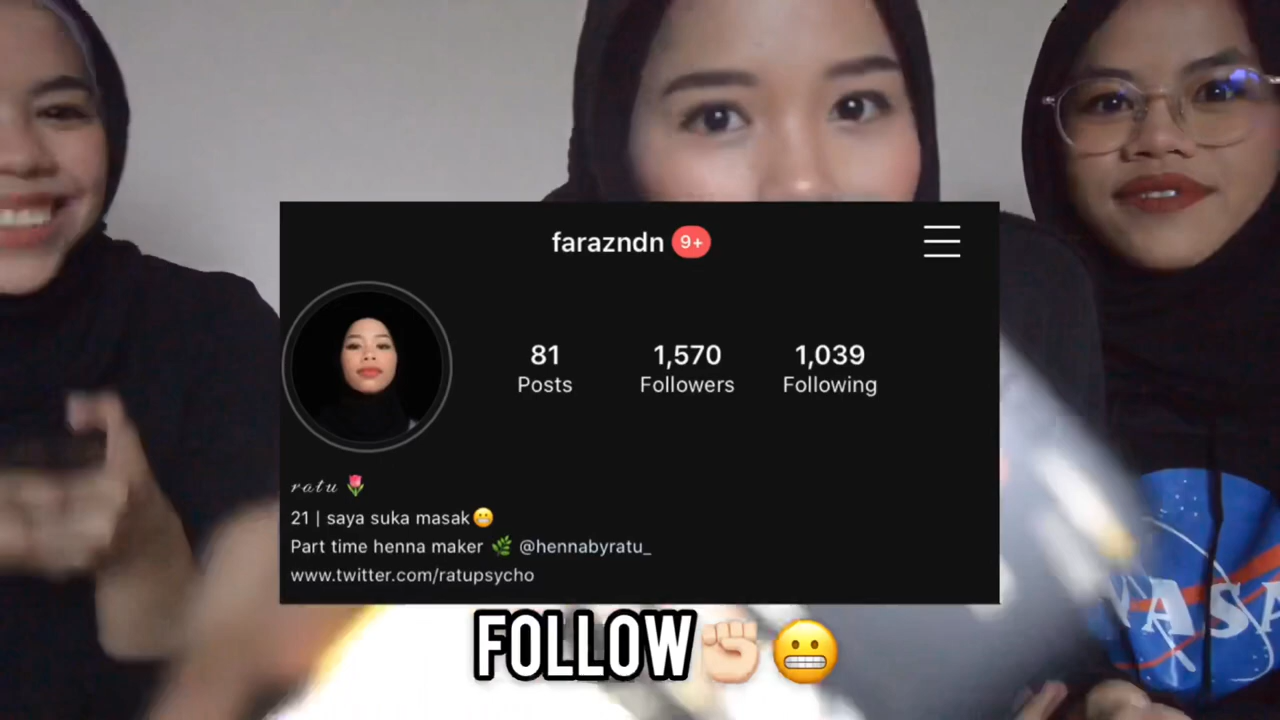 farazndn 9+
81 1,570 1,039
Posts Followers Following
ratu 🌷
21 | saya suka masak😬
Part time henna maker 🌿 @hennabyratu_
www.twitter.com/ratupsycho
FOLLOW✊🏻😬
NASA